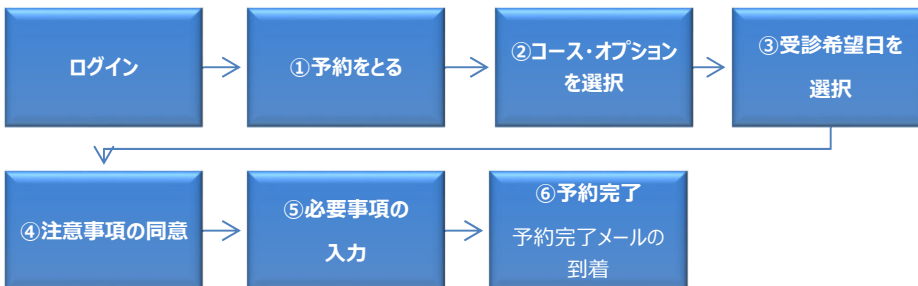 ログイン
①予約をとる
②コース・オプション
を選択
③受診希望日を
選択
④注意事項の同意
⑤必要事項の
入力
⑥予約完了
予約完了メールの
到着